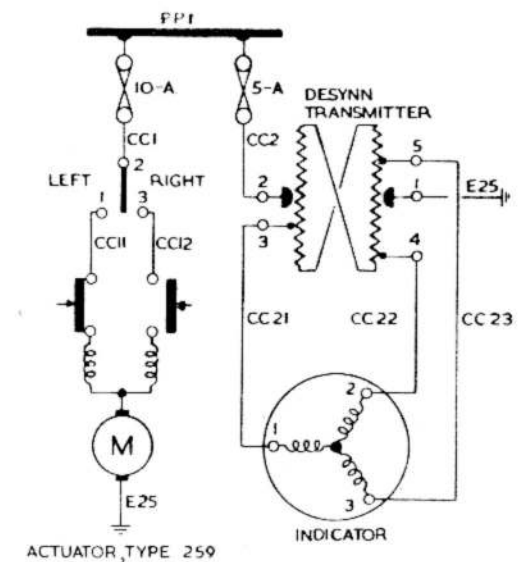 PP1
10-A
5-A
DESYNN
TRANSMITTER
CC1
CC2
LEFT
2
RIGHT
1
3
CC11
CC12
2
3
5
1
E25
4
CC21
CC22
CC23
1
2
3
M
E25
INDICATOR
ACTUATOR, TYPE 259